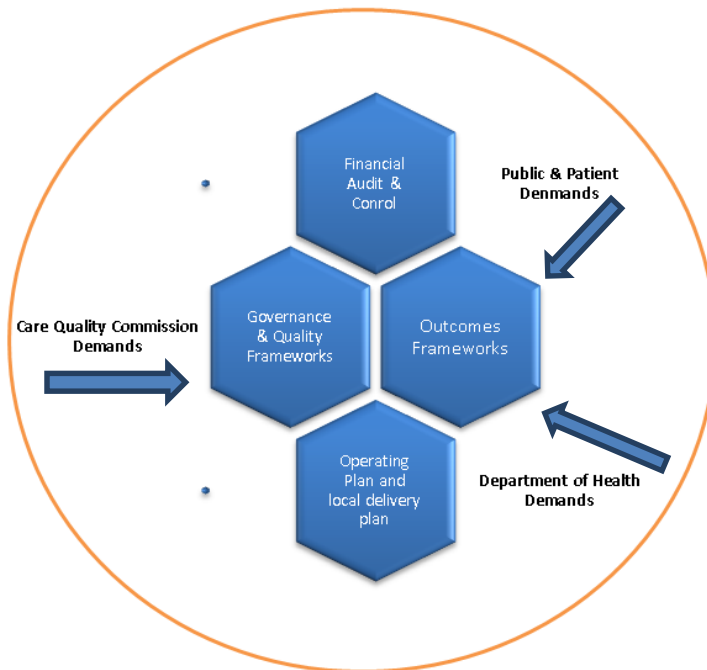 Financial
Audit &
Conrol
Public & Patient
Denmands
Governance
& Quality
Frameworks
Outcomes
Frameworks
Care Quality Commission
Demands
Operating
Plan and
local delivery
plan
Department of Health
Demands